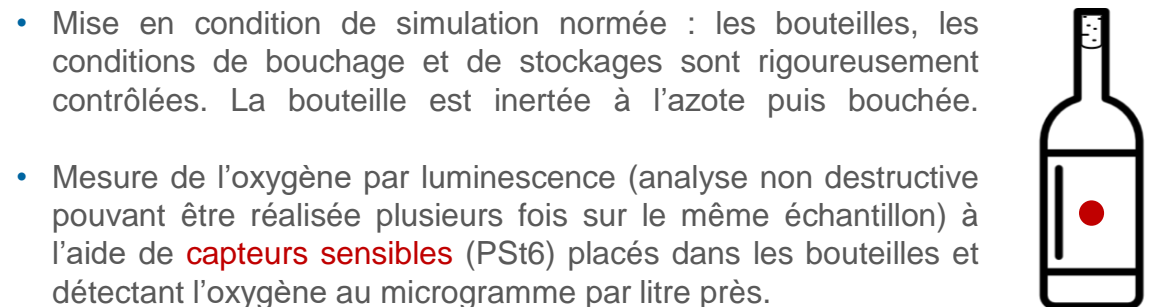 • Mise en condition de simulation normée : les bouteilles, les
conditions de bouchage et de stockages sont rigoureusement
contrôlées. La bouteille est inertée à l’azote puis bouchée.
• Mesure de l’oxygène par luminescence (analyse non destructive
pouvant être réalisée plusieurs fois sur le même échantillon) à
l’aide de capteurs sensibles (PSt6) placés dans les bouteilles et
détectant l’oxygène au microgramme par litre près.